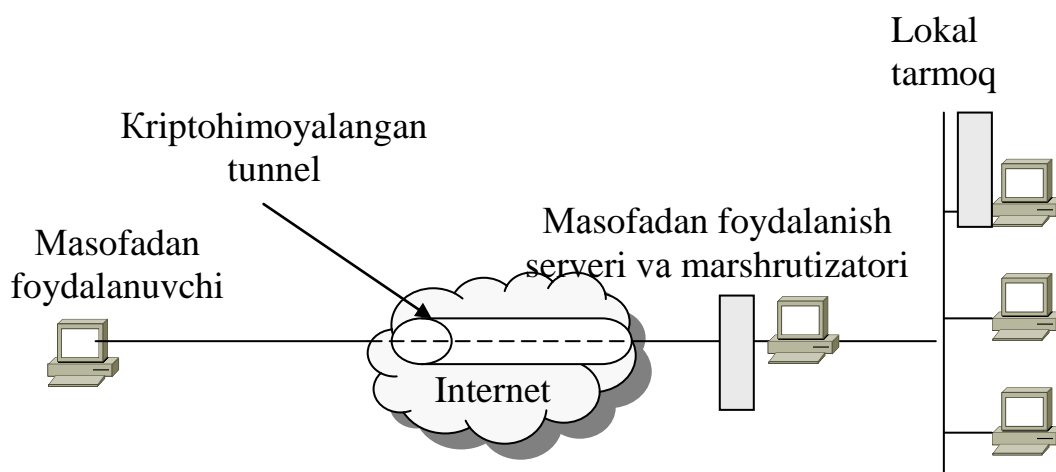 Lokal
tarmoq
Kriptohimoyalangan
tunnel
Masofadan foydalanish
serveri va marshrutizatori
Masofadan
foydalanuvchi
Internet